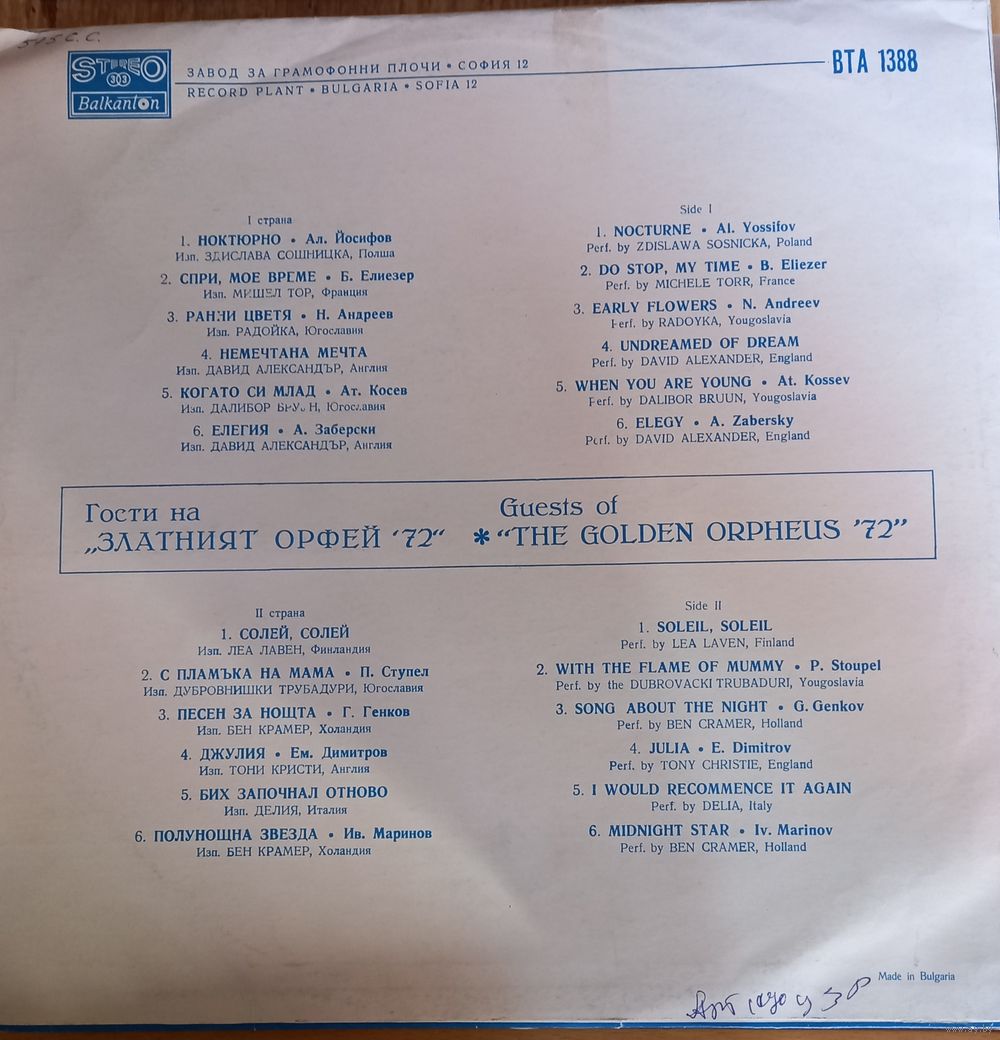 515 С.С.
STEREO
303
Balkanton
ЗАВОД ЗА ГРАМОФОННИ ПЛОЧИ • СОФИЯ 12
RECORD PLANT • BULGARIA • SOFIA 12
ВТА 1388
I страна
1. НОКТЮРНО • Ал. Йосифов
Изп. ЗДИСЛАВА СОШНИЦКА, Полша
2. СПРИ, МОЕ ВРЕМЕ • Б. Елиезер
Изп. МИШЕЛ ТОР, Франция
3. РАННИ ЦВЕТЯ • Н. Андреев
Изп. РАДОЙКА, Югославия
4. НЕМЕЧТАНА МЕЧТА
Изп. ДАВИД АЛЕКСАНДЪР, Англия
5. КОГАТО СИ МЛАД • Ат. Косев
Изп. ДАЛИБОР БРУН, Югославия
6. ЕЛЕГИЯ • А. Заберски
Изп. ДАВИД АЛЕКСАНДЪР, Англия
Side I
1. NOCTURNE • Al. Yossifov
Perf. by ZDISLAWA SOSNICKA, Poland
2. DO STOP, MY TIME • B. Eliezer
Perf. by MICHELE TORR, France
3. EARLY FLOWERS • N. Andreev
Perf. by RADOYKA, Yougoslavia
4. UNDREAMED OF DREAM
Perf. by DAVID ALEXANDER, England
5. WHEN YOU ARE YOUNG • At. Kossev
Perf. by DALIBOR BRUUN, Yougoslavia
6. ELEGY • A. Zabersky
Perf. by DAVID ALEXANDER, England
Гости на
„ЗЛАТНИЯТ ОРФЕЙ '72“
*
Guests of
“THE GOLDEN ORPHEUS '72”
II страна
1. СОЛЕЙ, СОЛЕЙ
Изп. ЛЕА ЛАВЕН, Финландия
2. С ПЛАМЪКА НА МАМА • П. Ступел
Изп. ДУБРОВНИШКИ ТРУБАДУРИ, Югославия
3. ПЕСЕН ЗА НОЩТА • Г. Генков
Изп. БЕН КРАМЕР, Холандия
4. ДЖУЛИЯ • Ем. Димитров
Изп. ТОНИ КРИСТИ, Англия
5. БИХ ЗАПОЧНАЛ ОТНОВО
Изп. ДЕЛИЯ, Италия
6. ПОЛУНОЩНА ЗВЕЗДА • Ив. Маринов
Изп. БЕН КРАМЕР, Холандия
Side II
1. SOLEIL, SOLEIL
Perf. by LEA LAVEN, Finland
2. WITH THE FLAME OF MUMMY • P. Stoupel
Perf. by the DUBROVACKI TRUBADURI, Yougoslavia
3. SONG ABOUT THE NIGHT • G. Genkov
Perf. by BEN CRAMER, Holland
4. JULIA • E. Dimitrov
Perf. by TONY CHRISTIE, England
5. I WOULD RECOMMENCE IT AGAIN
Perf. by DELIA, Italy
6. MIDNIGHT STAR • Iv. Marinov
Perf. by BEN CRAMER, Holland
Made in Bulgaria